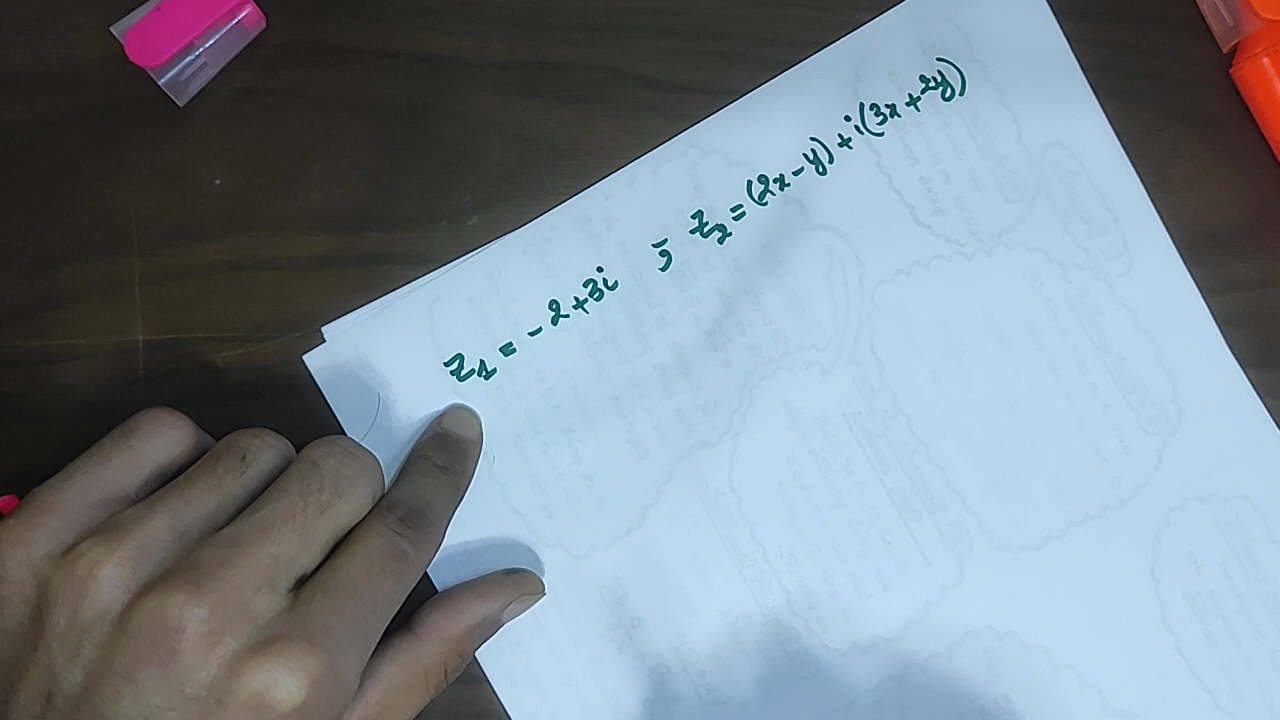 Z₁ = -2+3i ; Z₂ = (2x-y)+i(3x+2y)